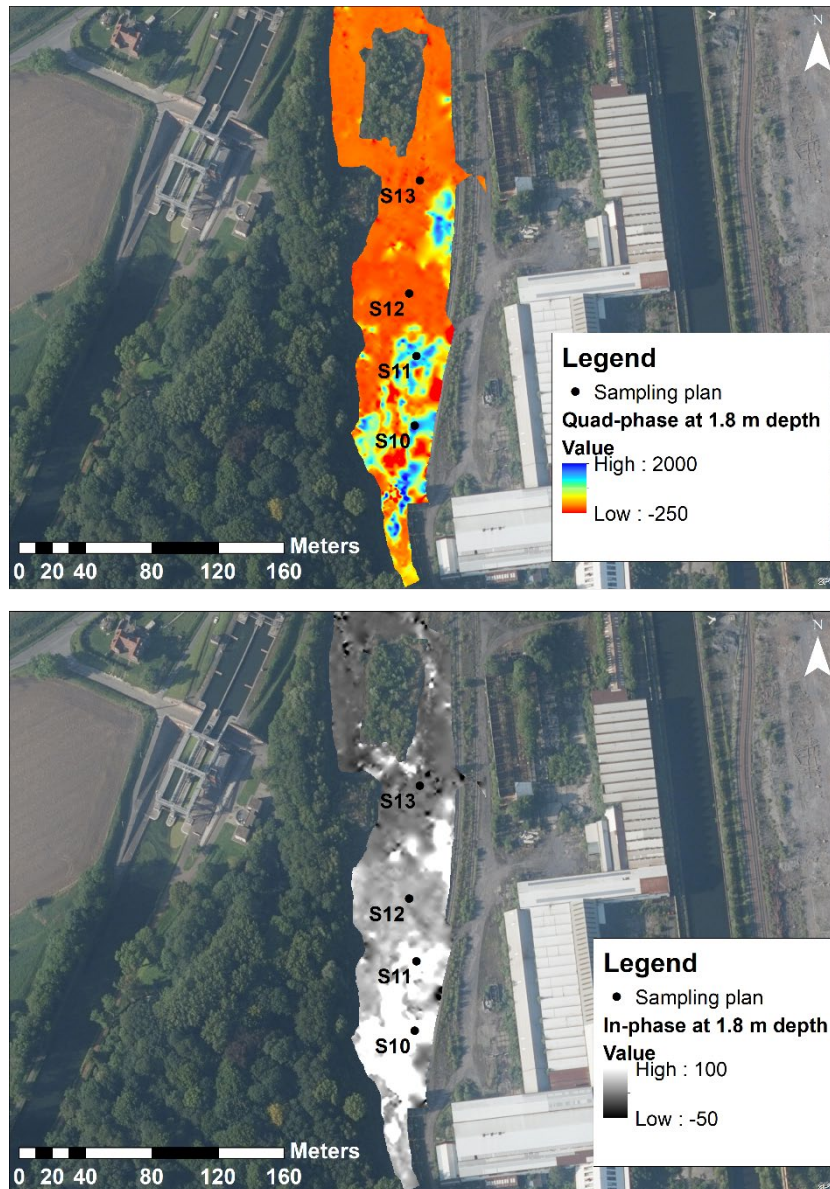 N
S13
S12
S11
S10
Legend
Sampling plan
Quad-phase at 1.8 m depth
Value
High : 2000
Low : -250
Meters
0 20 40 80 120 160
N
S13
S12
S11
S10
Legend
Sampling plan
In-phase at 1.8 m depth
Value
High : 100
Low : -50
Meters
0 20 40 80 120 160